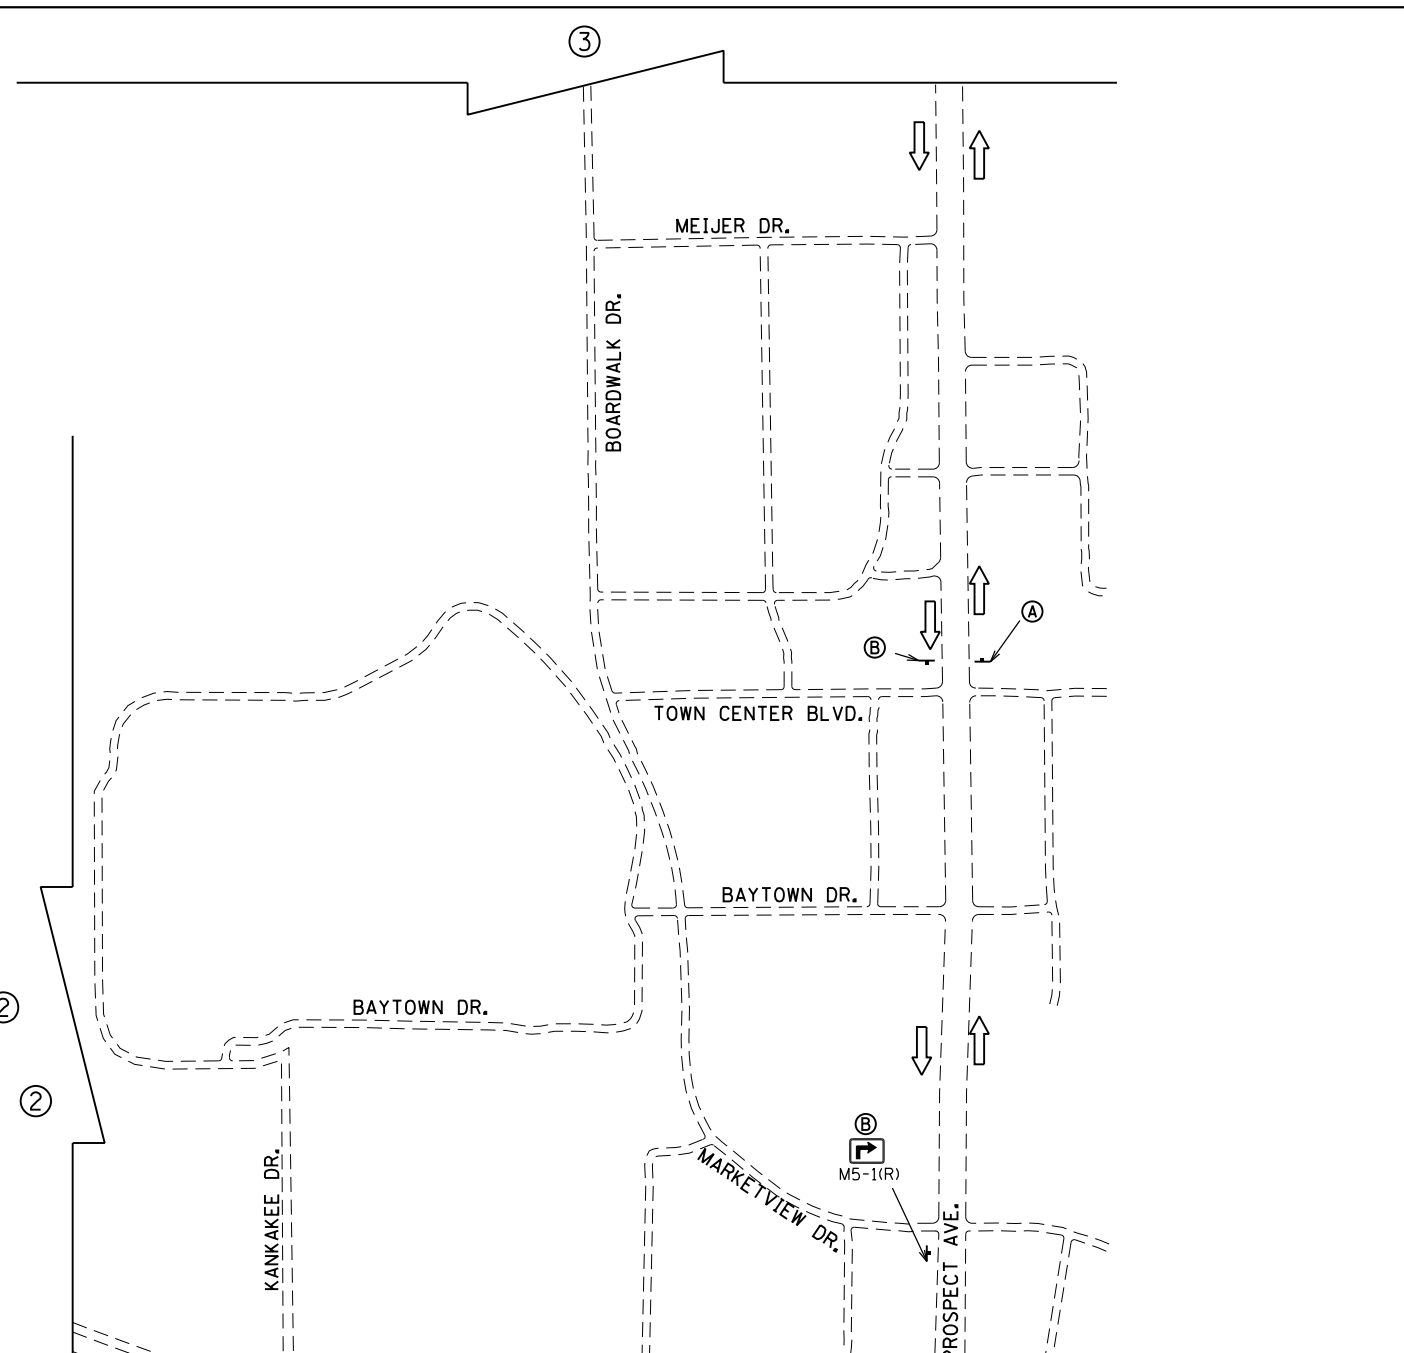 3
MEIJER DR.
BOARDWALK DR.
A
B
TOWN CENTER BLVD.
BAYTOWN DR.
BAYTOWN DR.
2
2
B
M5-1(R)
KANKAKEE DR.
MARKETVIEW DR.
PROSPECT AVE.